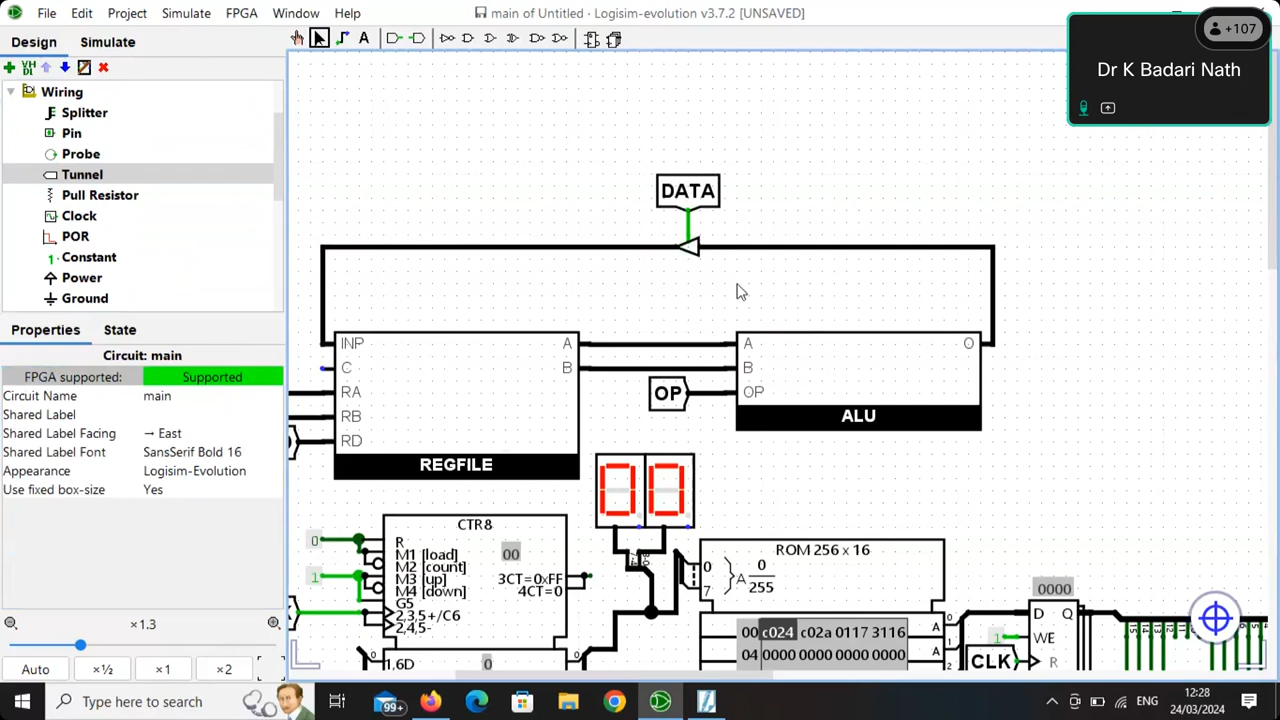 main of Untitled · Logisim-evolution v3.7.2 [UNSAVED]
File Edit Project Simulate FPGA Window Help
+107
Dr K Badari Nath
Design Simulate
Wiring
Splitter
Pin
Probe
Tunnel
Pull Resistor
Clock
POR
Constant
Power
Ground
Properties State
Circuit: main
FPGA supported: Supported
Circuit Name main
Shared Label
Shared Label Facing → East
Shared Label Font SansSerif Bold 16
Appearance Logisim-Evolution
Use fixed box-size Yes
×1.3
Auto ×½ ×1 ×2
DATA
INP A
C B
RA
RB
RD
REGFILE
A O
B
OP OP
ALU
00
CTR8
0 R
M1 [load] 00
M2 [count]
1 M3 [up] 3CT=0xFF
M4 [down] 4CT=0
G5
2,3,5+/C6
2,4,5-
0 1,6D 0 0
ROM 256 x 16
0 0
7 A 255
00 c024 c02a 0117 3116 A 0
04 0000 0000 0000 0000 A 1
2
0000
D Q
1 WE
CLK R
Type here to search
99+
ENG
12:28
24/03/2024